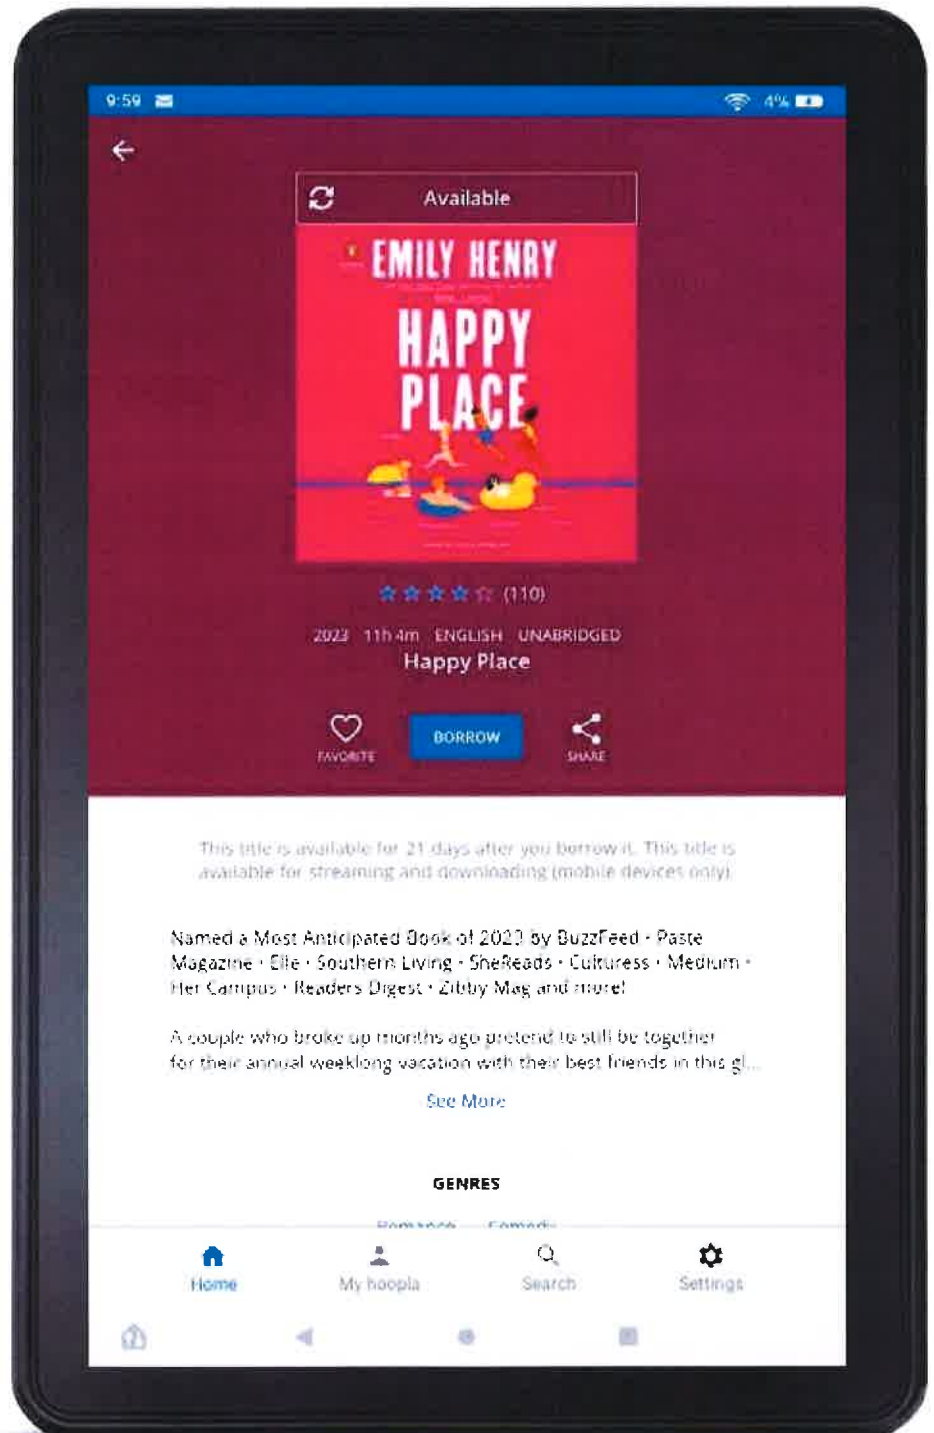 9:59
4%
Available
EMILY HENRY
HAPPY
PLACE
(110)
2023 11h 4m ENGLISH UNABRIDGED
Happy Place
FAVORITE
BORROW
SHARE
This title is available for 21 days after you borrow it. This title is
available for streaming and downloading (mobile devices only).
Named a Most Anticipated Book of 2023 by BuzzFeed • Paste
Magazine • Elle • Southern Living • SheReads • Culturess • Medium •
Her Campus • Readers Digest • Zibby Mag and more!
A couple who broke up months ago pretend to still be together
for their annual weeklong vacation with their best friends in this gl...
See More
GENRES
Romance Comedy
Home
My hoopla
Search
Settings